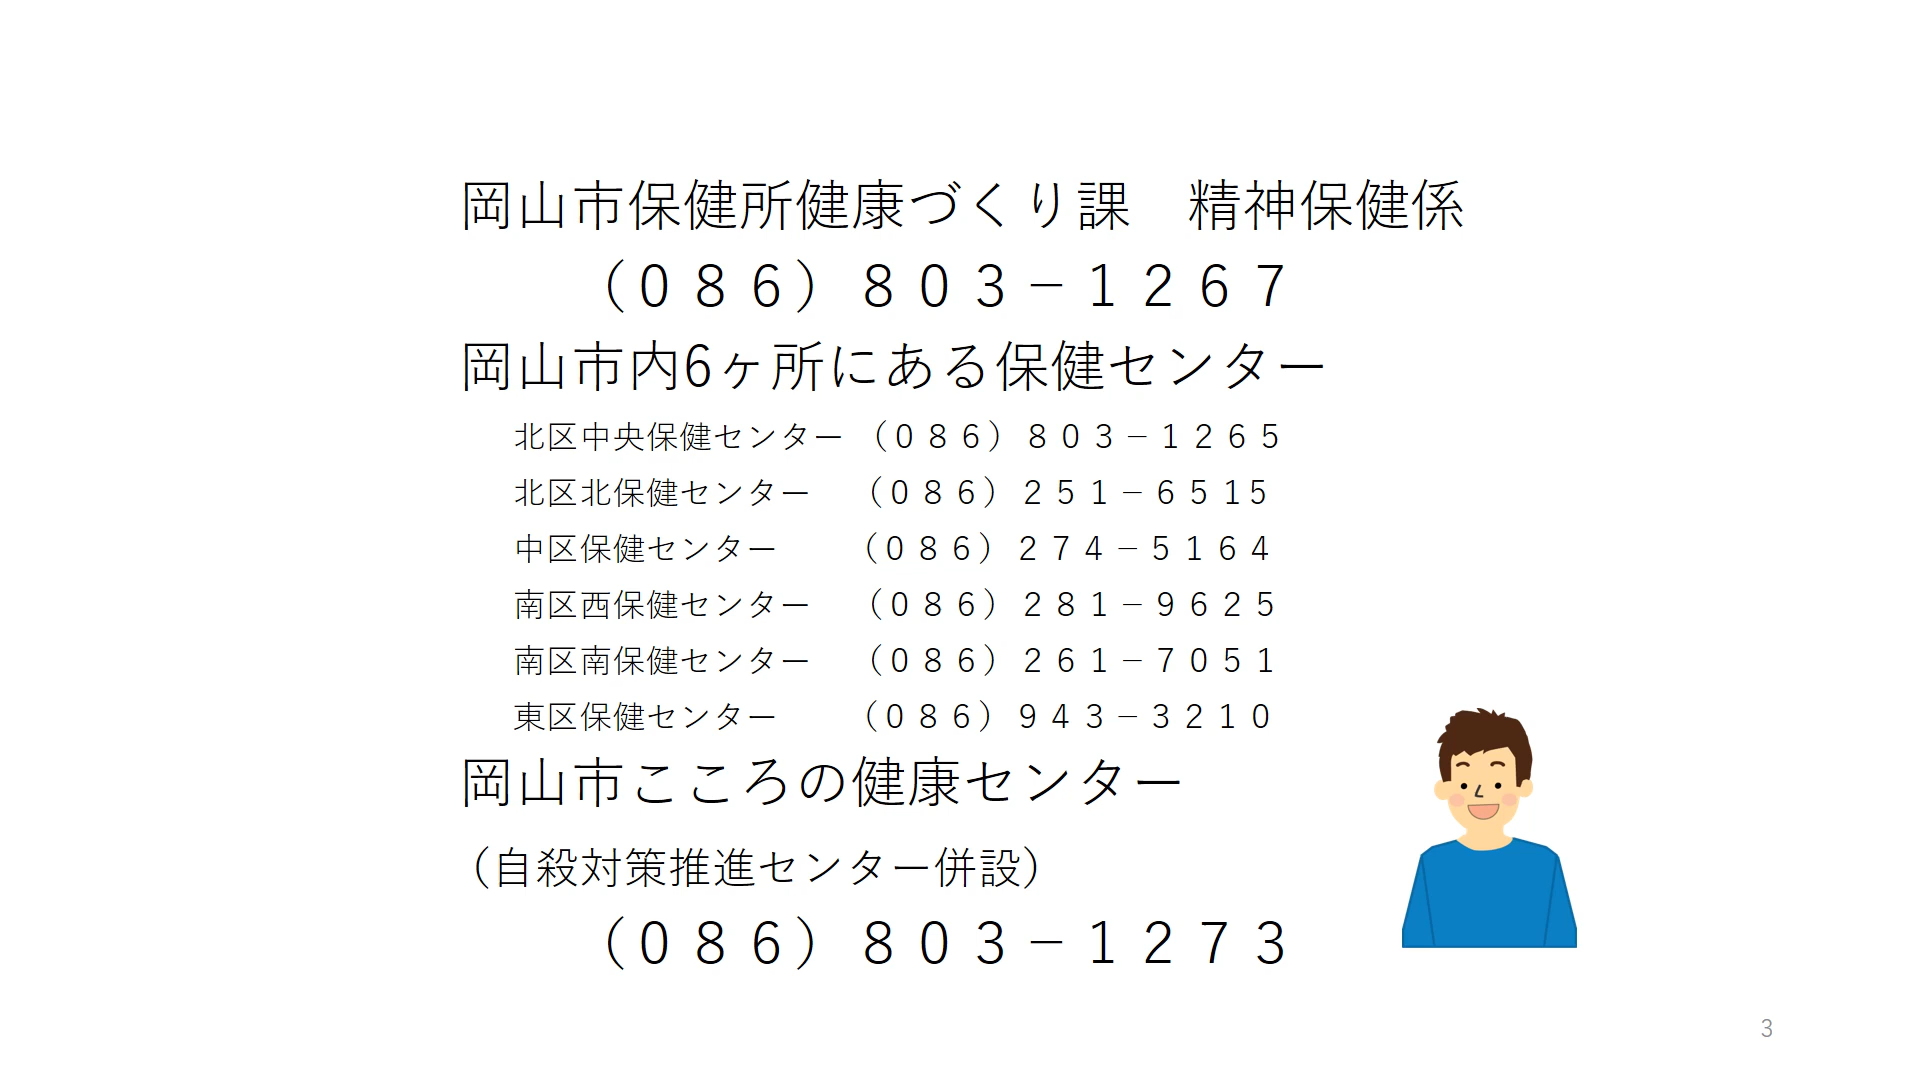 岡山市保健所健康づくり課　精神保健係
（０８６）８０３－１２６７
岡山市内6ヶ所にある保健センター
北区中央保健センター （０８６）８０３－１２６５
北区北保健センター　（０８６）２５１－６５15
中区保健センター　　（０８６）２７４－５１６４
南区西保健センター　（０８６）２８１－９６２５
南区南保健センター　（０８６）２６１－７０５１
東区保健センター　　（０８６）９４３－３２１０
岡山市こころの健康センター
（自殺対策推進センター併設）
（０８６）８０３－１２７３
3